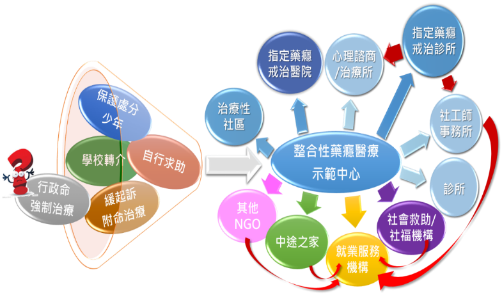 保護處分
少年
學校轉介
自行求助
行政命
強制治療
緩起訴
附命治療
整合性藥癮醫療
示範中心
治療性
社區
指定藥癮
戒治醫院
心理諮商
/治療所
指定藥癮
戒治診所
社工師
事務所
診所
社會救助/
社福機構
就業服務
機構
中途之家
其他
NGO